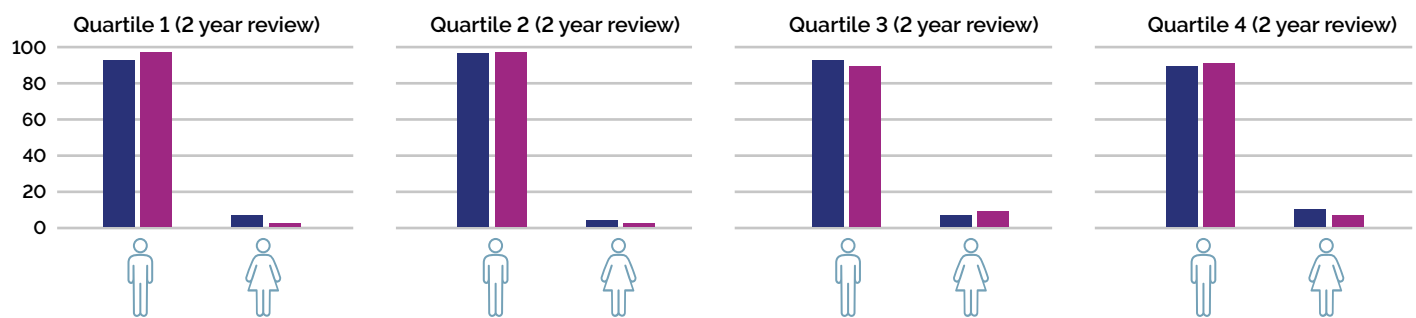 Quartile 1 (2 year review)
Quartile 2 (2 year review)
Quartile 3 (2 year review)
Quartile 4 (2 year review)
100
80
60
40
20
0